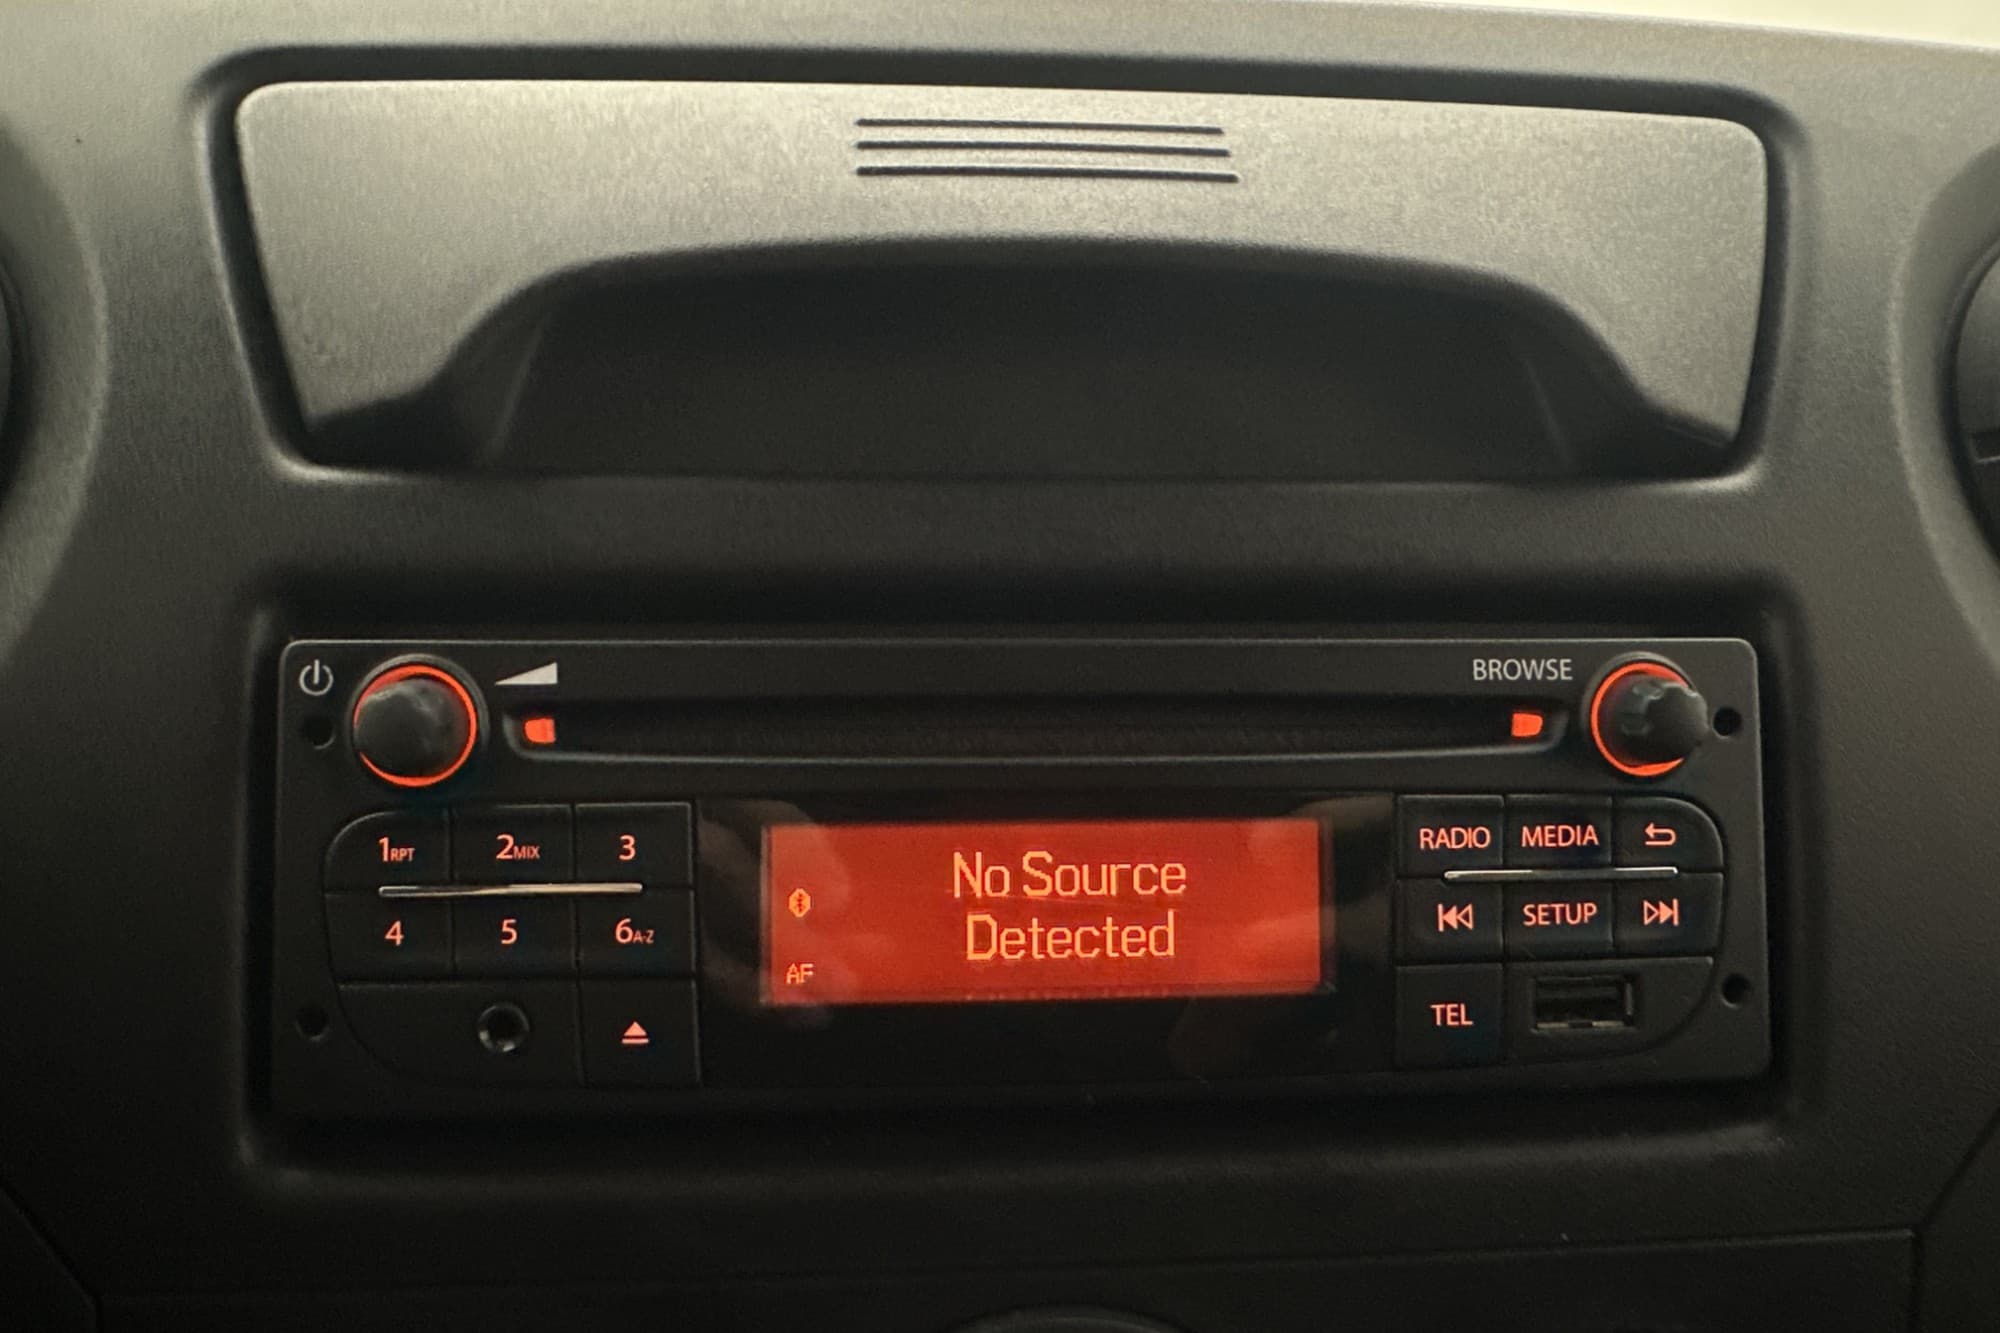 BROWSE
1RPT 2MIX 3
4 5 6A-Z
No Source
Detected
AF
RADIO MEDIA
SETUP
TEL